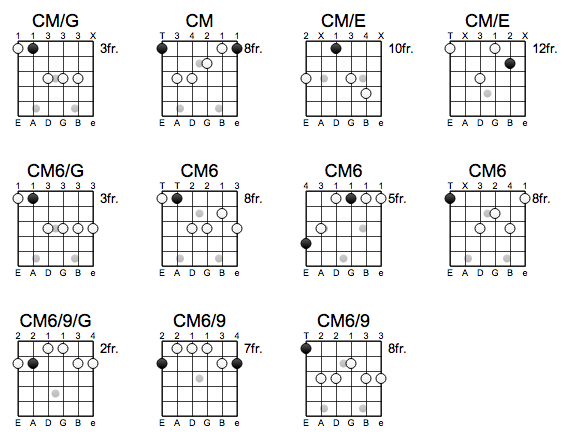 CM/G CM CM/E CM/E
1 1 3 3 3 X T 3 4 2 1 1 2 X 1 3 4 X T X 3 1 2 X
3fr. 8fr. 10fr. 12fr.
E A D G B e E A D G B e E A D G B e E A D G B e
CM6/G CM6 CM6 CM6
1 1 3 3 3 3 T T 2 2 1 3 4 3 1 1 1 1 T X 3 2 4 1
3fr. 8fr. 5fr. 8fr.
E A D G B e E A D G B e E A D G B e E A D G B e
CM6/9/G CM6/9 CM6/9
2 2 1 1 3 4 2 2 1 1 3 4 T 2 2 1 3 3
2fr. 7fr. 8fr.
E A D G B e E A D G B e E A D G B e